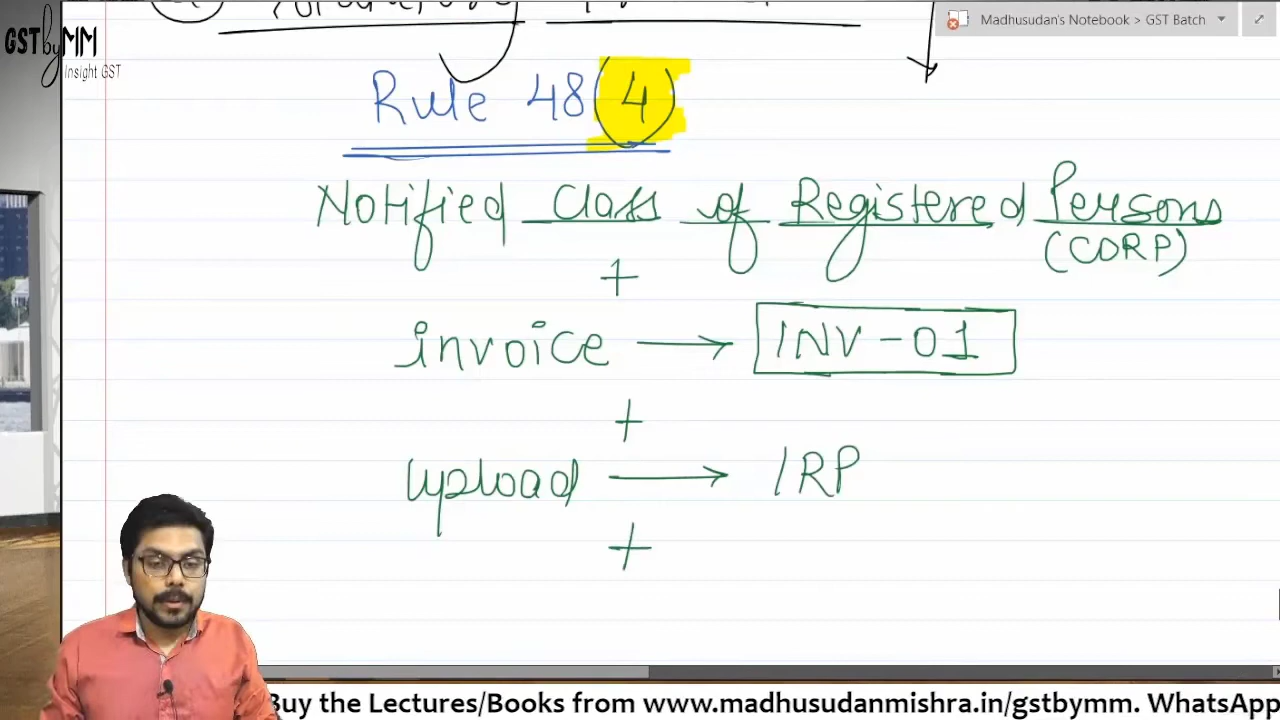 GSTbyMM
Insight GST
Madhusudan's Notebook > GST Batch
Rule 48(4)
Notified Class of Registered Persons
(CORP)
+
invoice → INV-01
+
upload → IRP
+
Buy the Lectures/Books from www.madhusudanmishra.in/gstbymm. WhatsApp